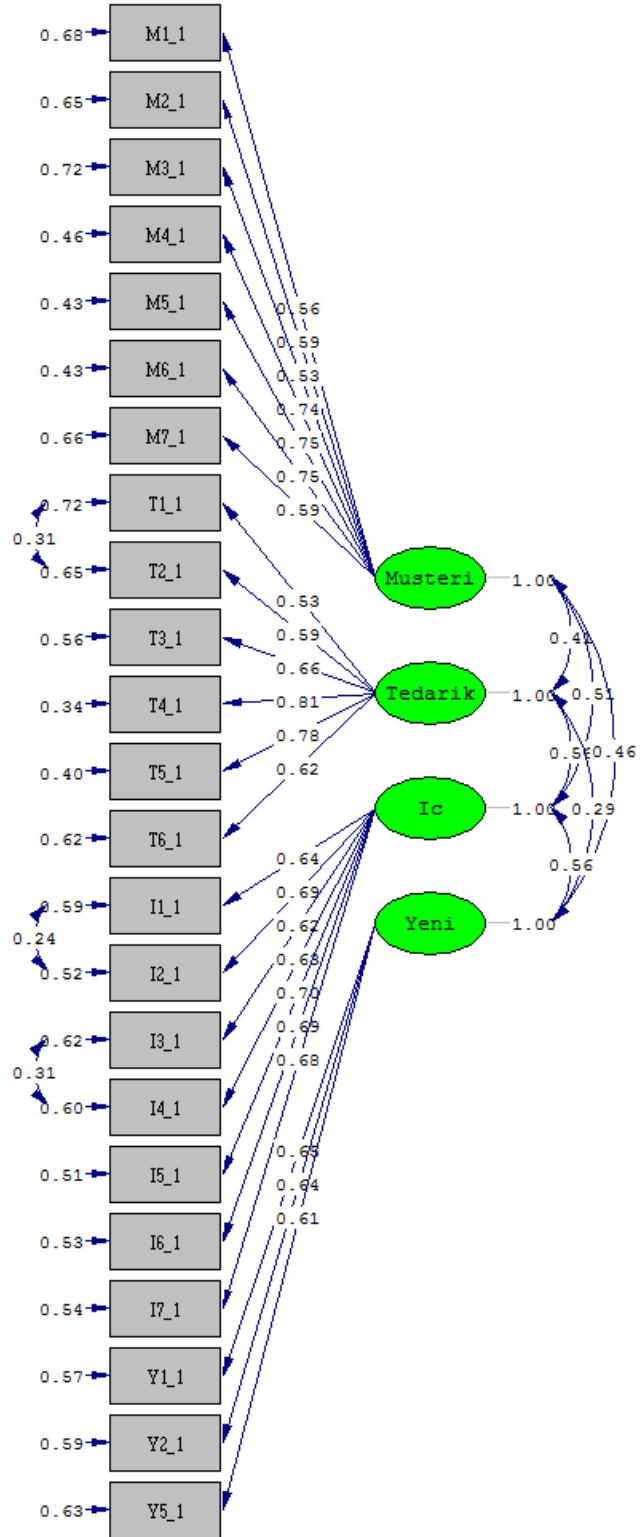 0.68 M1_1
0.65 M2_1
0.72 M3_1
0.46 M4_1
0.43 M5_1
0.56
0.59
0.43 M6_1
0.53
0.74
0.66 M7_1
0.75
0.75
0.72 T1_1
0.59
0.31
0.65 T2_1
Musteri 1.00
0.53
0.59
0.56 T3_1
0.41
0.66
Tedarik 1.00 0.51
0.34 T4_1
0.81
0.78
0.46
0.40 T5_1
0.62
Ic 1.00 0.29
0.62 T6_1
0.64
0.56
0.59 I1_1
0.69
Yeni 1.00
0.24
0.62
0.52 I2_1
0.70
0.62 I3_1
0.69
0.68
0.31
0.60 I4_1
0.51 I5_1
0.64
0.61
0.53 I6_1
0.54 I7_1
0.57 Y1_1
0.59 Y2_1
0.63 Y5_1